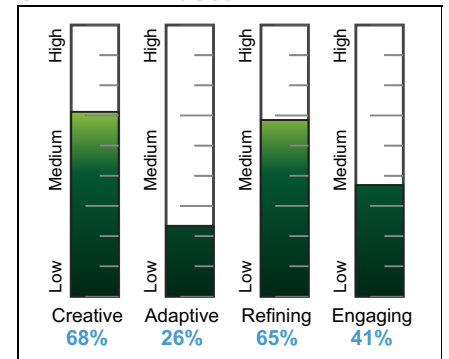 High
Medium
Low
High
Medium
Low
High
Medium
Low
High
Medium
Low
Creative Adaptive Refining Engaging
68% 26% 65% 41%